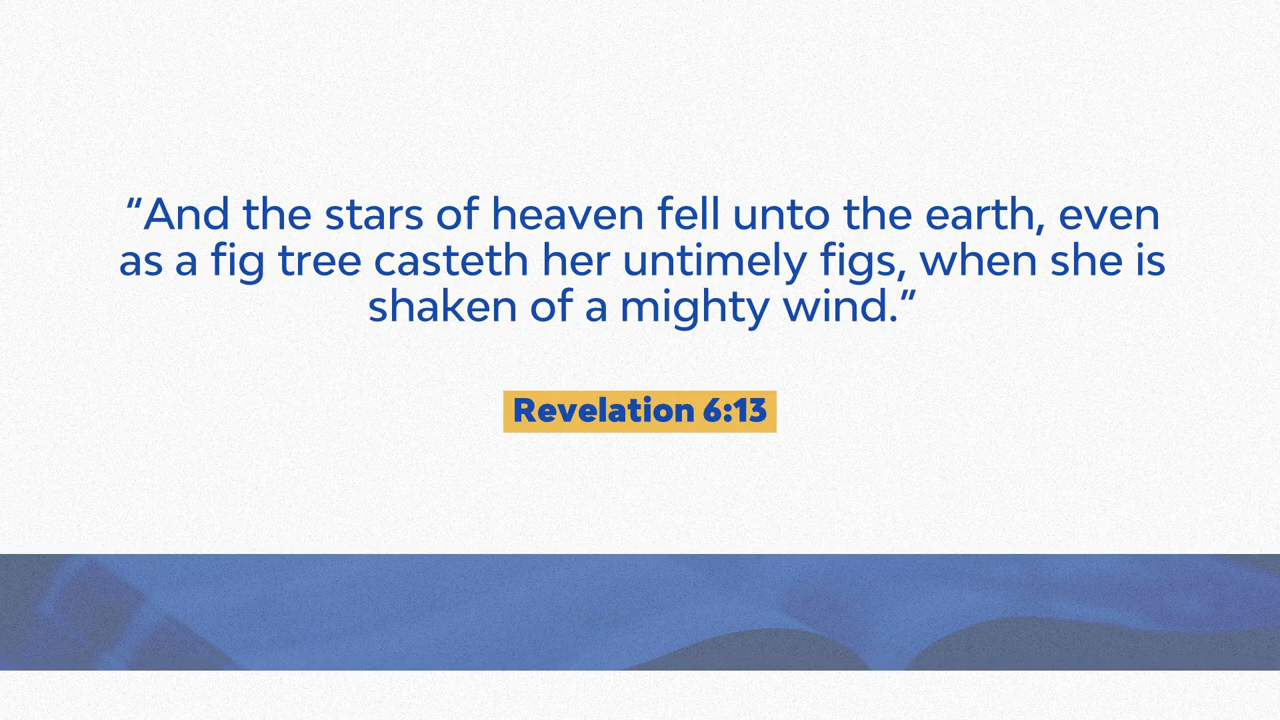 “And the stars of heaven fell unto the earth, even
as a fig tree casteth her untimely figs, when she is
shaken of a mighty wind.”
Revelation 6:13